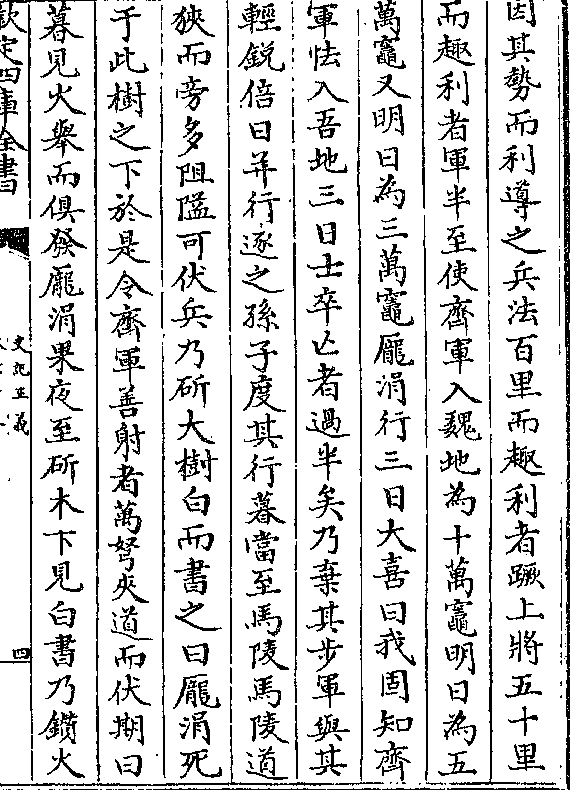 因其勢而利導之兵法百里而趣利者蹶上將五十里
而趣利者軍半至使齊軍入魏地為十萬竈明日為五
萬竈又明日為三萬竈龐涓行三日大喜曰我固知齊
軍怯入吾地三日士卒亡者過半矣乃棄其步軍與其
輕銳倍日并行逐之孫子度其行暮當至馬陵馬陵道
狹而旁多阻隘可伏兵乃斫大樹白而書之曰龐涓死
于此樹之下於是令齊軍善射者萬弩夾道而伏期曰
暮見火舉而俱發龐涓果夜至斫木下見白書乃鑽火
欽定四庫全書
史記正義
四